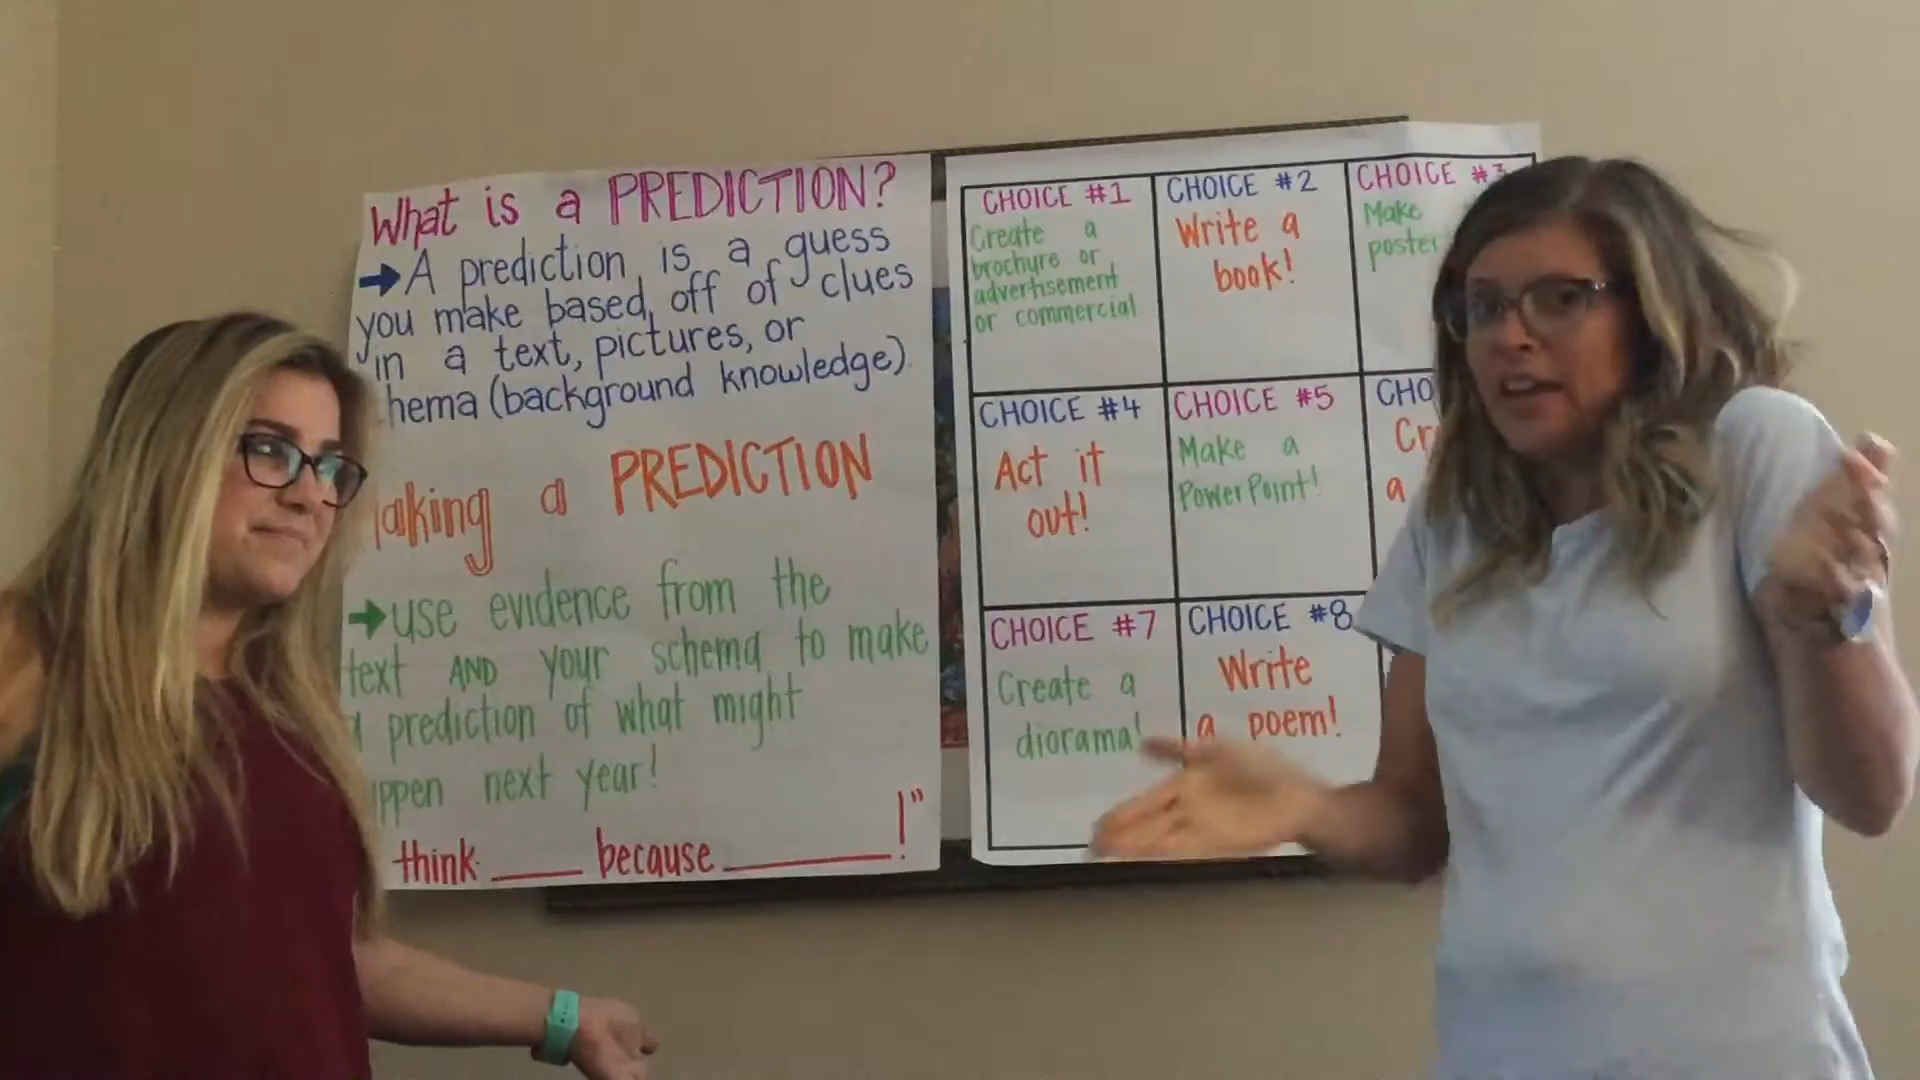 What is a PREDICTION?
→ A prediction is a guess
you make based off of clues
in a text, pictures, or
hema (background knowledge).
aking a PREDICTION
→ use evidence from the
text AND your schema to make
a prediction of what might
ppen next year!
think ____ because ________!"
CHOICE #1
Create a
brochure or
advertisement
or commercial
CHOICE #2
Write a
book!
CHOICE #3
Make
poster
CHOICE #4
Act it
out!
CHOICE #5
Make a
PowerPoint!
CHO
Cr
a
CHOICE #7
Create a
diorama!
CHOICE #8
Write
a poem!